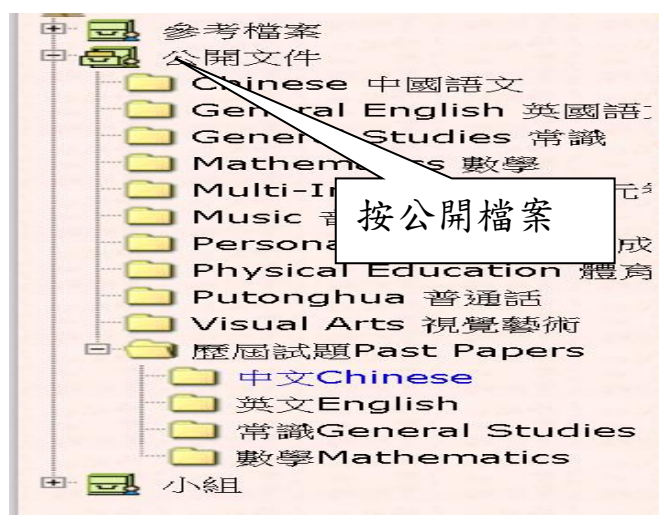 參考檔案
公開文件
Chinese 中國語文
General English 英國語
General Studies 常識
Mathematics 數學
Multi-I
Music
Persona 成
按公開檔案
Physical Education 體育
Putonghua 普通話
Visual Arts 視覺藝術
歷屆試題Past Papers
中文Chinese
英文English
常識General Studies
數學Mathematics
小組